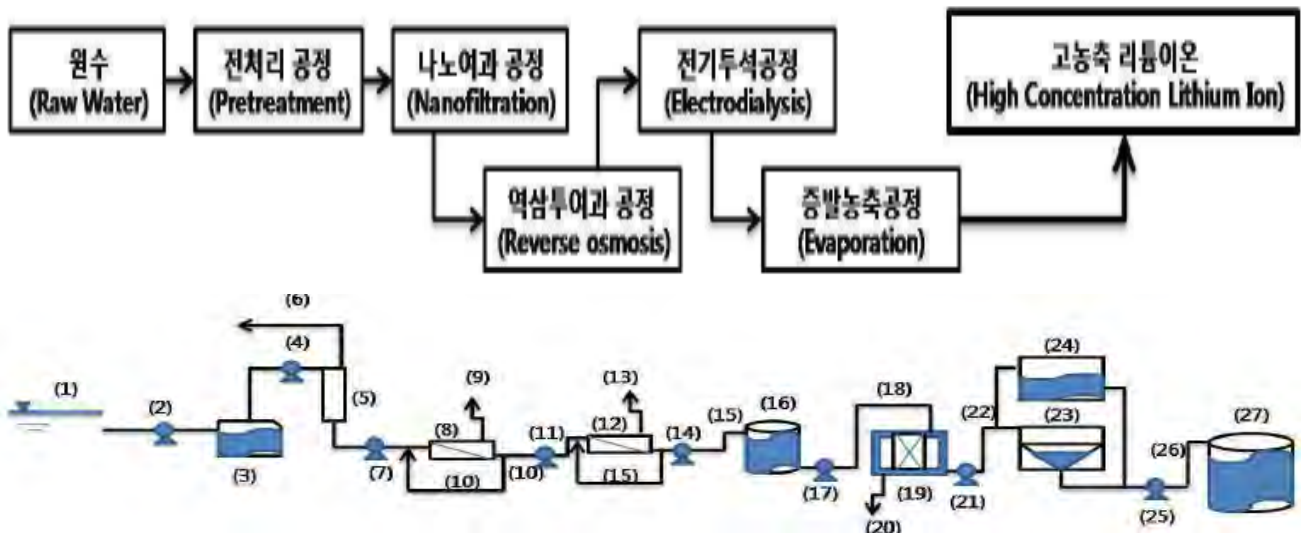 원수
(Raw Water)
전처리 공정
(Pretreatment)
나노여과 공정
(Nanofiltration)
전기투석공정
(Electrodialysis)
고농축 리튬이온
(High Concentration Lithium Ion)
역삼투여과 공정
(Reverse osmosis)
증발농축공정
(Evaporation)
(1)
(2)
(3)
(4)
(5)
(6)
(7)
(8)
(9)
(10)
(10)
(11)
(12)
(13)
(14)
(15)
(15)
(16)
(17)
(18)
(19)
(20)
(21)
(22)
(23)
(24)
(25)
(26)
(27)